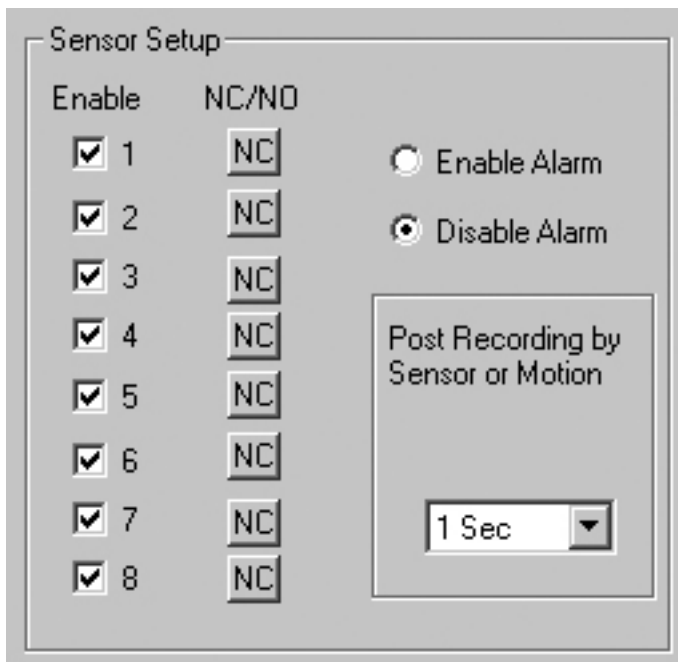 Sensor Setup
Enable NC/NO
1 NC
2 NC
3 NC
4 NC
5 NC
6 NC
7 NC
8 NC
Enable Alarm
Disable Alarm
Post Recording by
Sensor or Motion
1 Sec